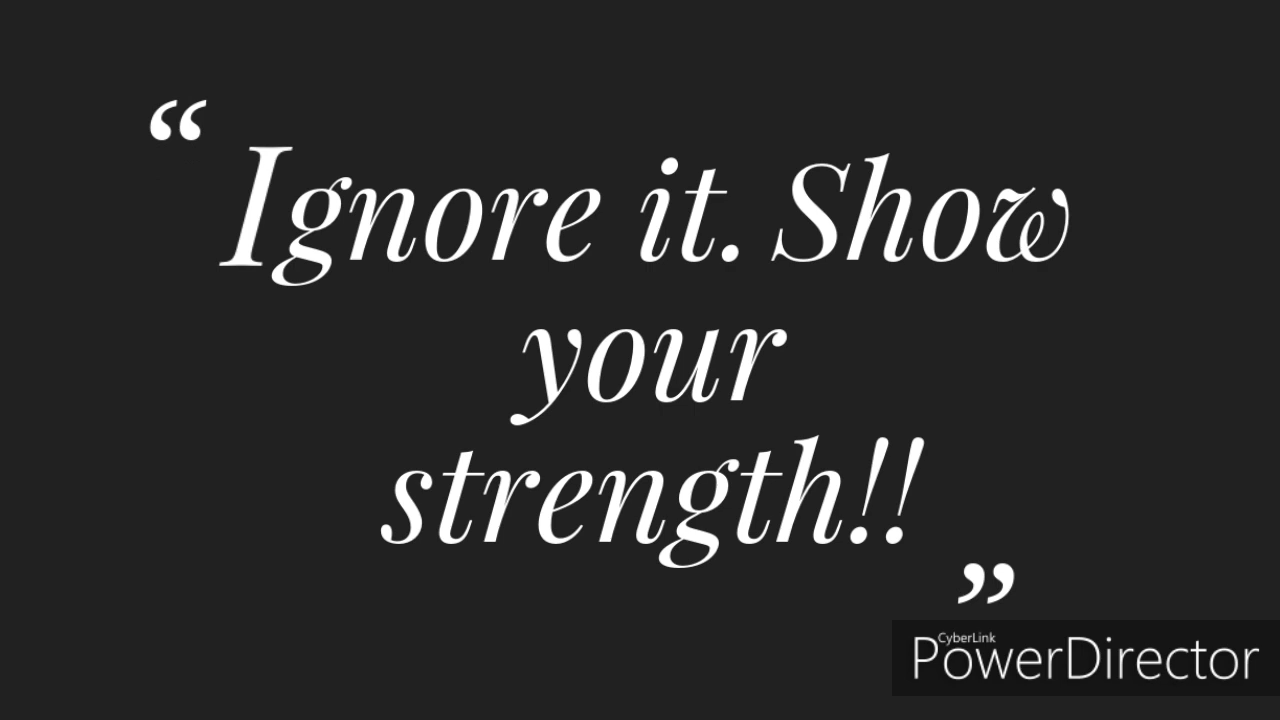 “
Ignore it. Show
your
strength!!
”
CyberLink
PowerDirector